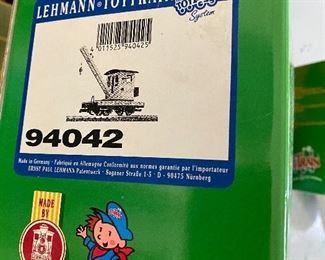 LEHMANN TOYTRAIN
System
4 011525 940425
94042
Made in Germany · Fabriqué en Allemagne Conformité aux normes garantie par l'importateur
ERNST PAUL LEHMANN Patentwerk · Saganer Straße 1-5 · D - 90475 Nürnberg
MADE
BY